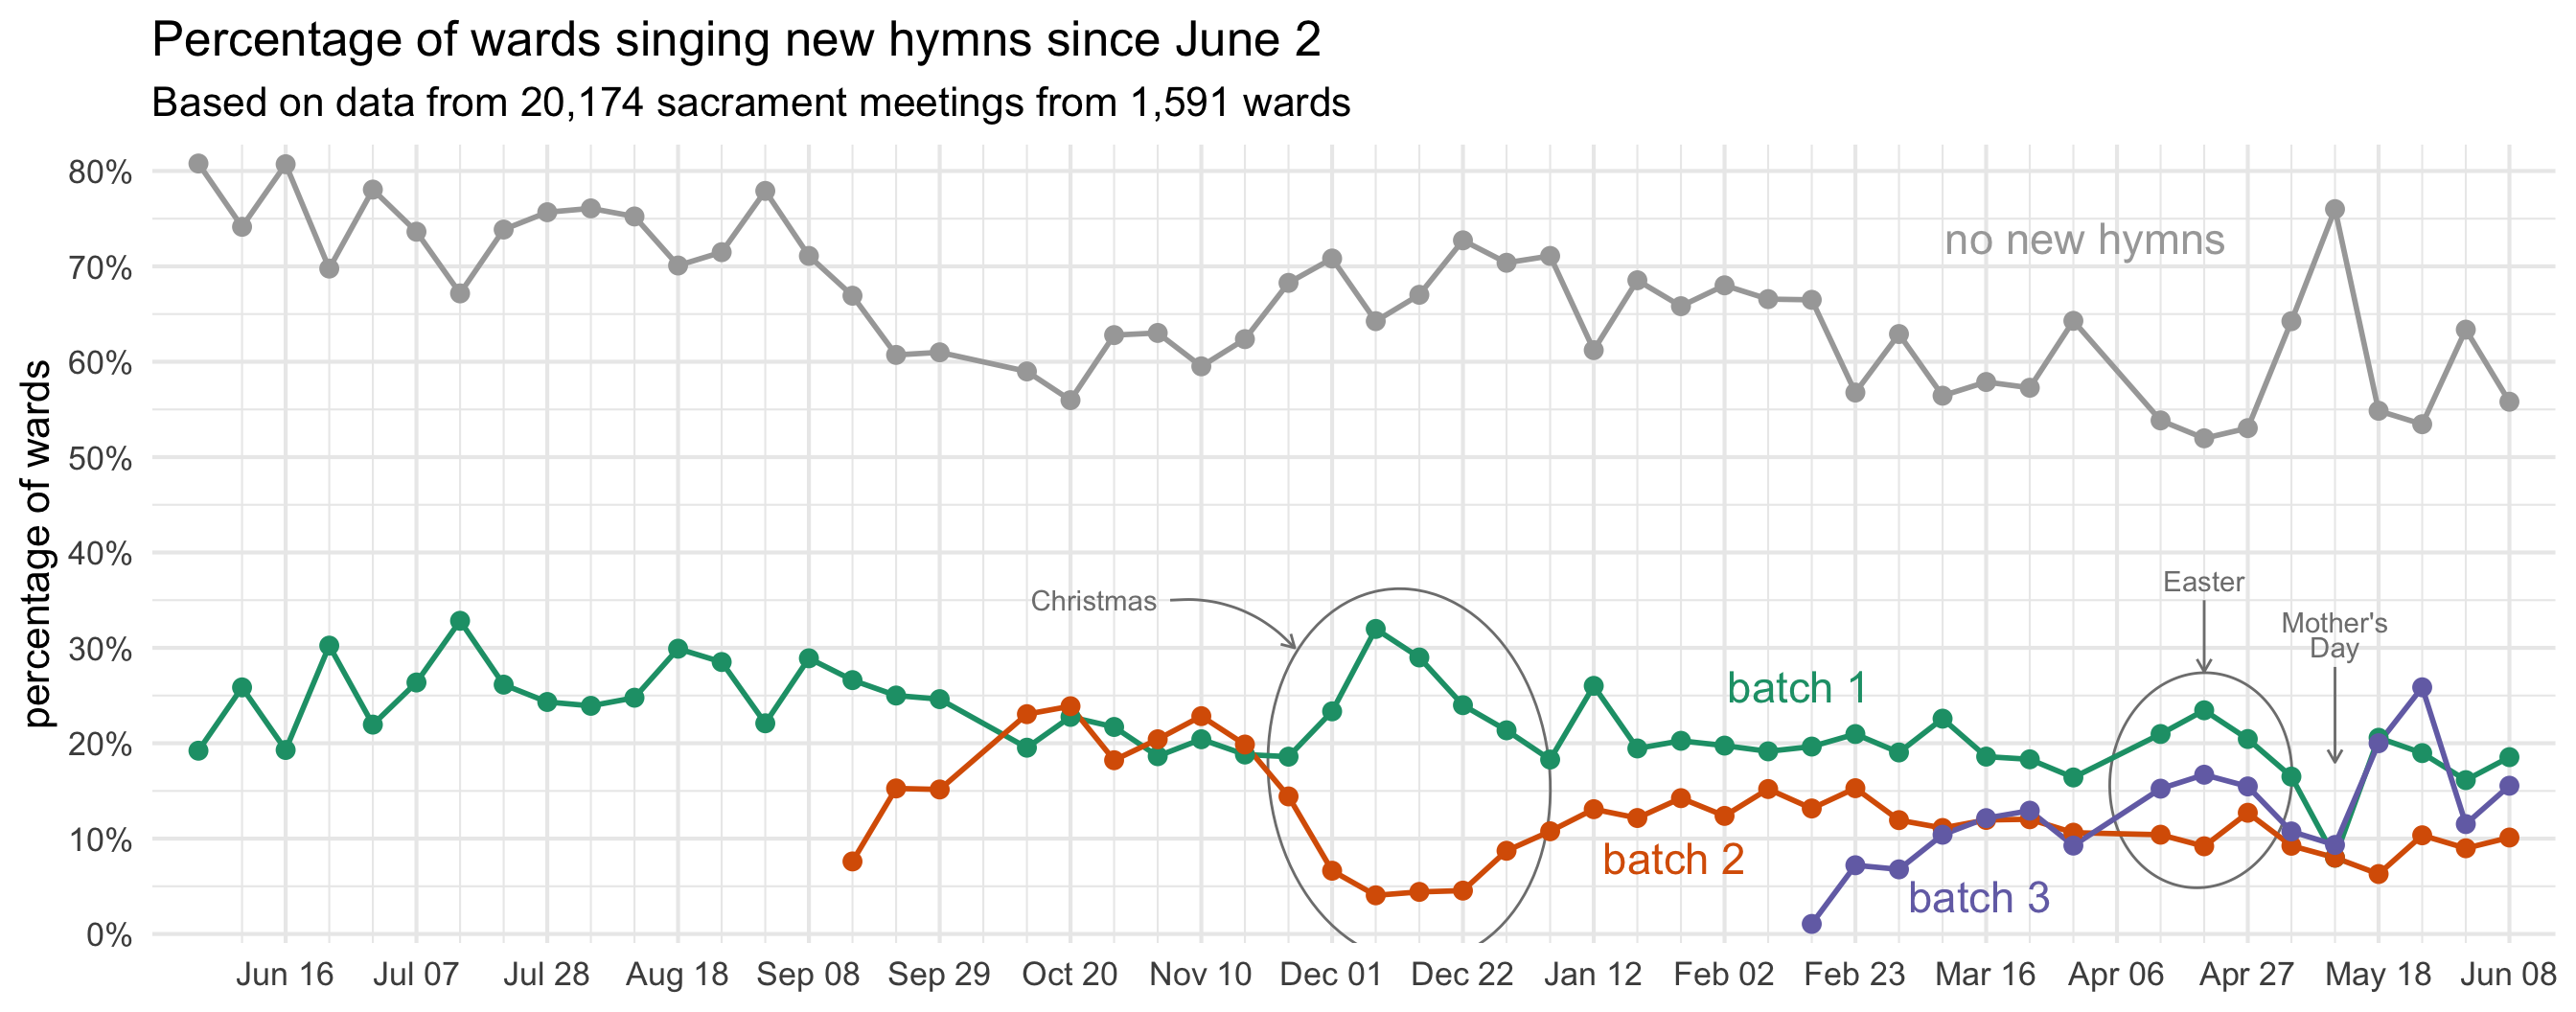 Percentage of wards singing new hymns since June 2
Based on data from 20,174 sacrament meetings from 1,591 wards
percentage of wards
80%
70%
60%
50%
40%
30%
20%
10%
0%
no new hymns
Christmas
Easter
Mother's
Day
batch 1
batch 2
batch 3
Jun 16 Jul 07 Jul 28 Aug 18 Sep 08 Sep 29 Oct 20 Nov 10 Dec 01 Dec 22 Jan 12 Feb 02 Feb 23 Mar 16 Apr 06 Apr 27 May 18 Jun 08